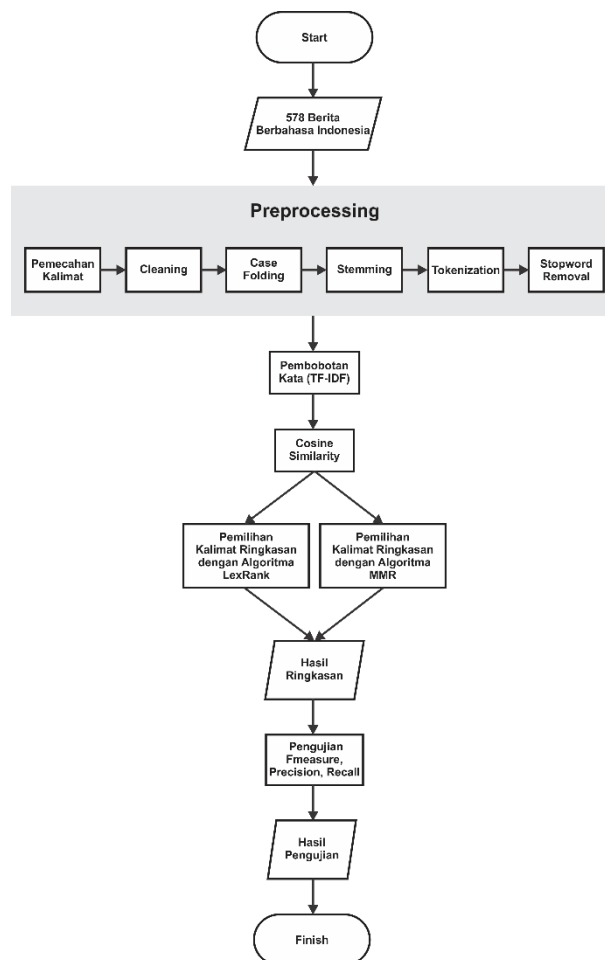 Start
578 Berita
Berbahasa Indonesia
Preprocessing
Pemecahan
Kalimat
Cleaning
Case
Folding
Stemming
Tokenization
Stopword
Removal
Pembobotan
Kata (TF-IDF)
Cosine
Similarity
Pemilihan
Kalimat Ringkasan
dengan Algoritma
LexRank
Pemilihan
Kalimat Ringkasan
dengan Algoritma
MMR
Hasil
Ringkasan
Pengujian
Fmeasure,
Precision, Recall
Hasil
Pengujian
Finish